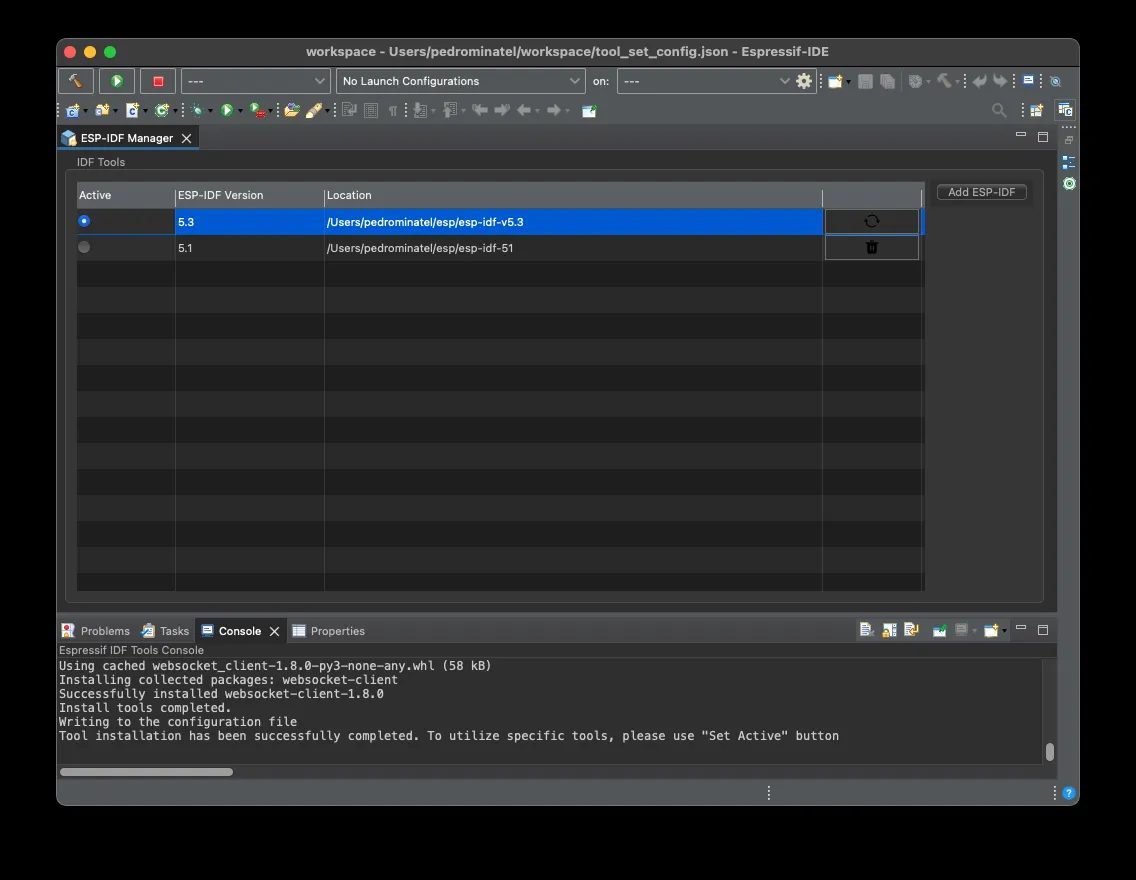 workspace - Users/pedrominatel/workspace/tool_set_config.json - Espressif-IDE
--- No Launch Configurations on: ---
ESP-IDF Manager
IDF Tools
Active ESP-IDF Version Location Add ESP-IDF
5.3 /Users/pedrominatel/esp/esp-idf-v5.3
5.1 /Users/pedrominatel/esp/esp-idf-51
Problems Tasks Console Properties
Espressif IDF Tools Console
Using cached websocket_client-1.8.0-py3-none-any.whl (58 kB)
Installing collected packages: websocket-client
Successfully installed websocket-client-1.8.0
Install tools completed.
Writing to the configuration file
Tool installation has been successfully completed. To utilize specific tools, please use "Set Active" button